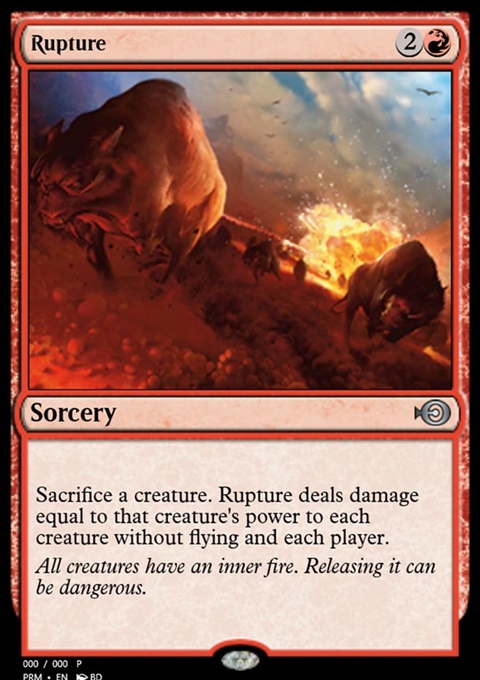 Rupture 2
Sorcery
Sacrifice a creature. Rupture deals damage
equal to that creature's power to each
creature without flying and each player.
All creatures have an inner fire. Releasing it can
be dangerous.
000 / 000 P
PRM • EN BD